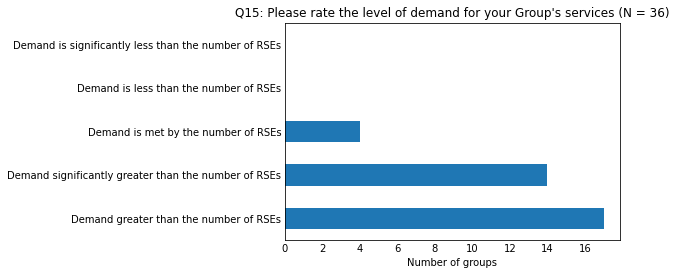 Q15: Please rate the level of demand for your Group's services (N = 36)
Demand is significantly less than the number of RSEs
Demand is less than the number of RSEs
Demand is met by the number of RSEs
Demand significantly greater than the number of RSEs
Demand greater than the number of RSEs
0 2 4 6 8 10 12 14 16
Number of groups